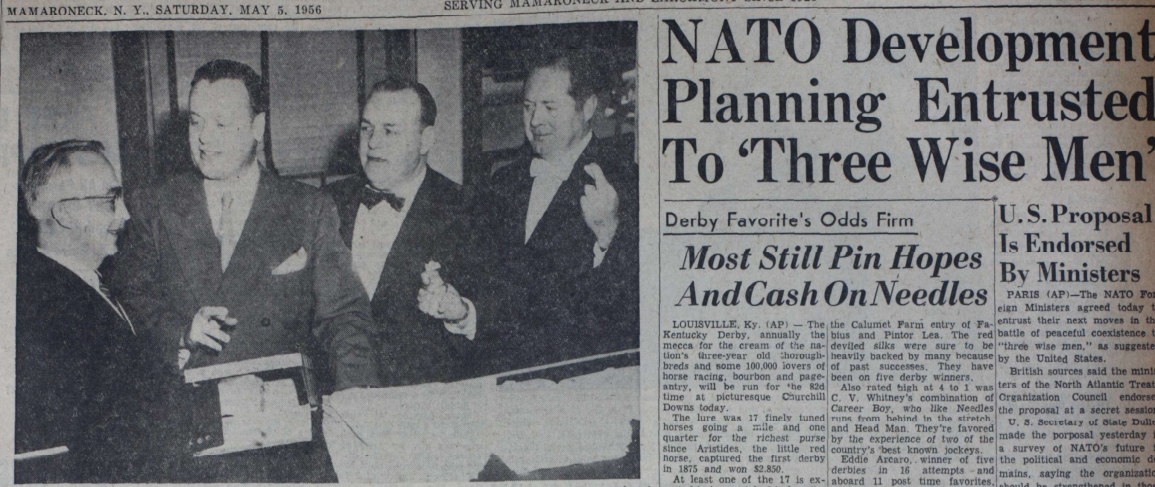 MAMARONECK, N. Y., SATURDAY, MAY 5, 1956
SERVING MAMARONECK AND
NATO Development
Planning Entrusted
To ‘Three Wise Men’
Derby Favorite's Odds Firm
Most Still Pin Hopes
And Cash On Needles
LOUISVILLE, Ky. (AP) — The
Kentucky Derby, annually the
mecca for the cream of the na-
tion's three-year old thorough-
breds and some 100,000 lovers of
horse racing, bourbon and page-
antry, will be run for the 82d
time at picturesque Churchill
Downs today.
The lure was 17 finely tuned
horses going a mile and one
quarter for the richest purse
since Aristides, the little red
horse, captured the first derby
in 1875 and won $2,850.
At least one of the 17 is ex-
the Calumet Farm entry of Fa-
bius and Pintor Lea. The red
deviled silks were sure to be
heavily backed by many because
of past successes. They have
been on five derby winners.
Also rated high at 4 to 1 was
C. V. Whitney's combination of
Career Boy, who like Needles
runs from behind in the stretch,
and Head Man. They're favored
by the experience of two of the
country's best known jockeys.
Eddie Arcaro, winner of five
derbies in 16 attempts and
aboard 11 post time favorites,
U. S. Proposal
Is Endorsed
By Ministers
PARIS (AP)—The NATO For
eign Ministers agreed today
entrust their next moves in
battle of peaceful coexistence
"three wise men," as suggeste
by the United States.
British sources said the minis
ters of the North Atlantic Treat
Organization Council endorse
the proposal at a secret session
U. S. Secretary of State Dulle
made the porposal yesterday
a survey of NATO's future
the political and economic do
mains, saying the organizatio
should be strengthened in